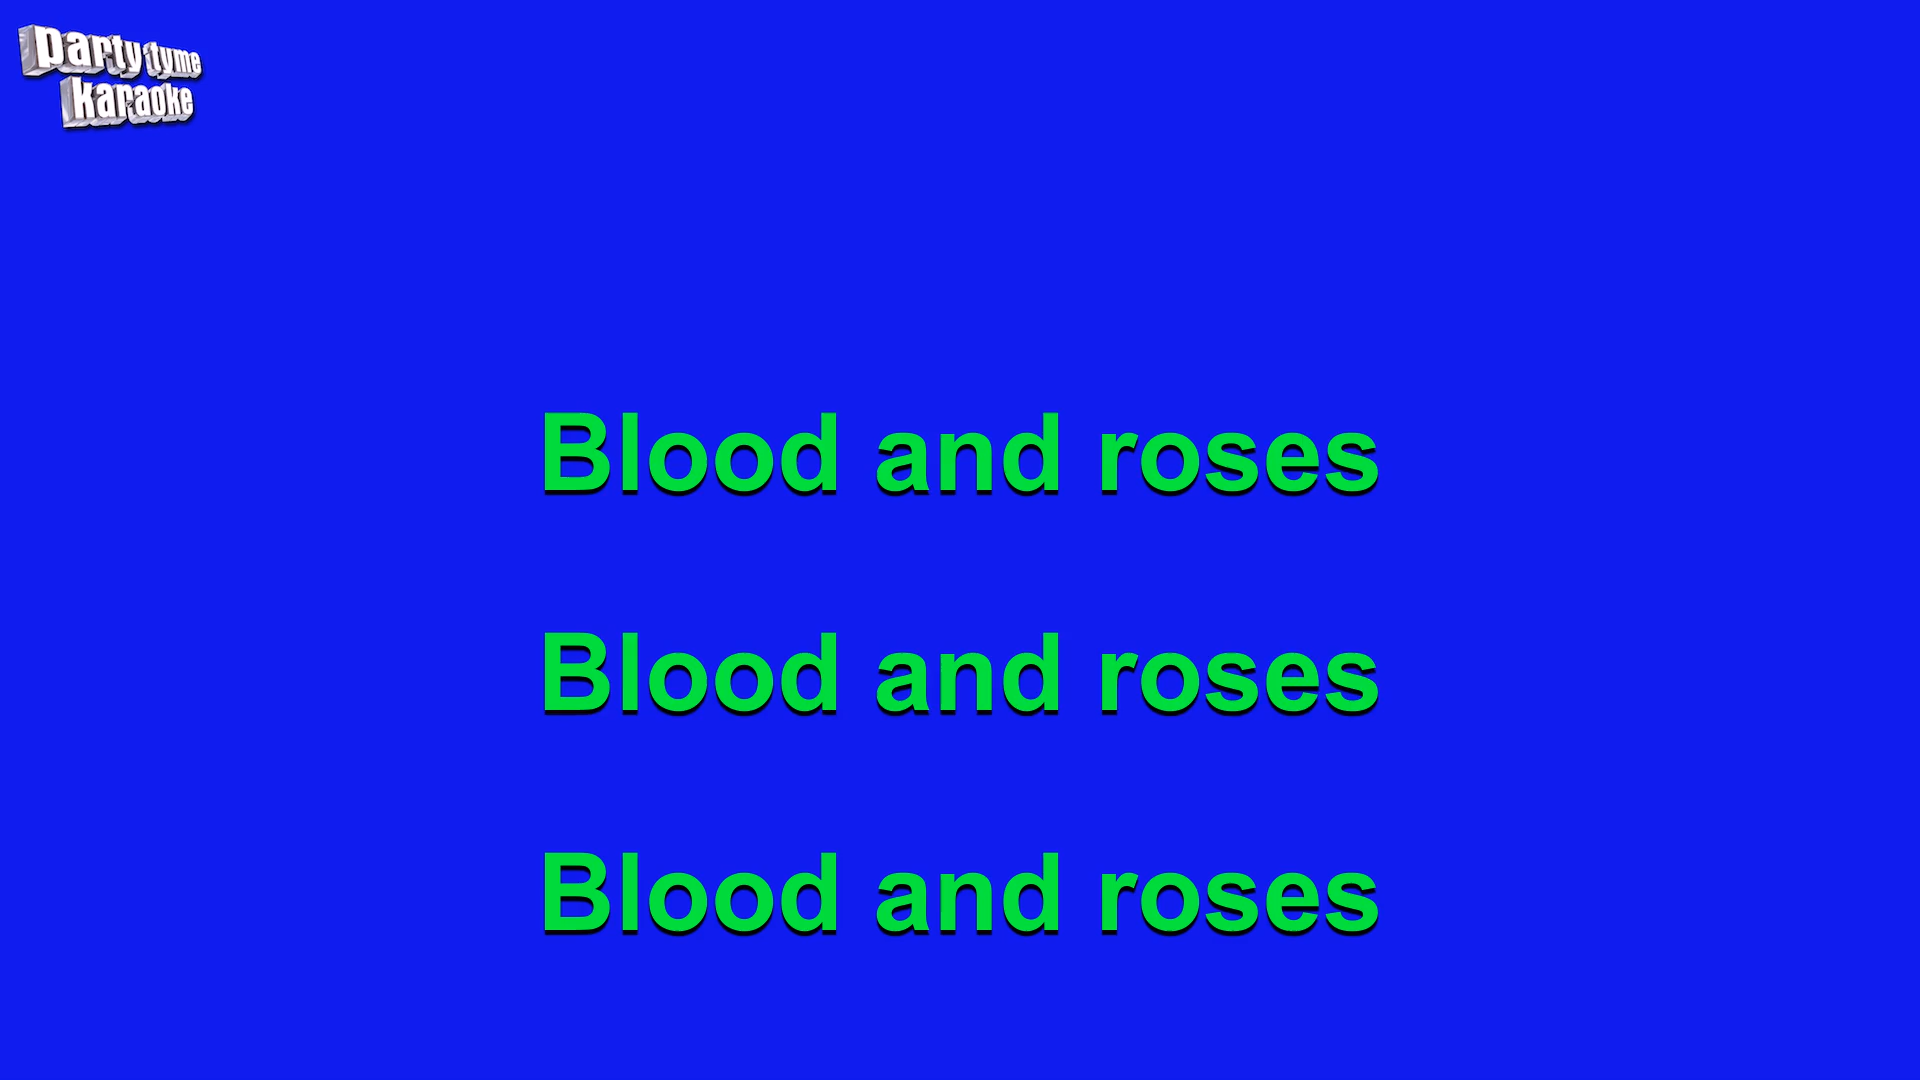 party tyme
karaoke
Blood and roses
Blood and roses
Blood and roses